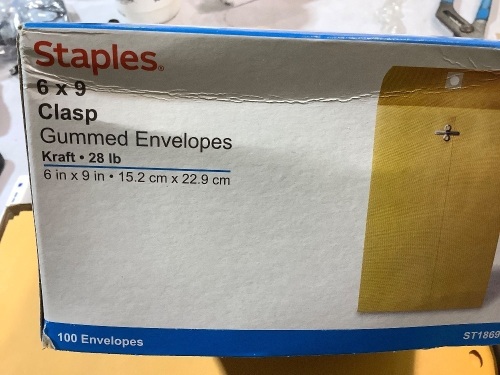 Staples®
6 x 9
Clasp
Gummed Envelopes
Kraft • 28 lb
6 in x 9 in • 15.2 cm x 22.9 cm
100 Envelopes
ST1869